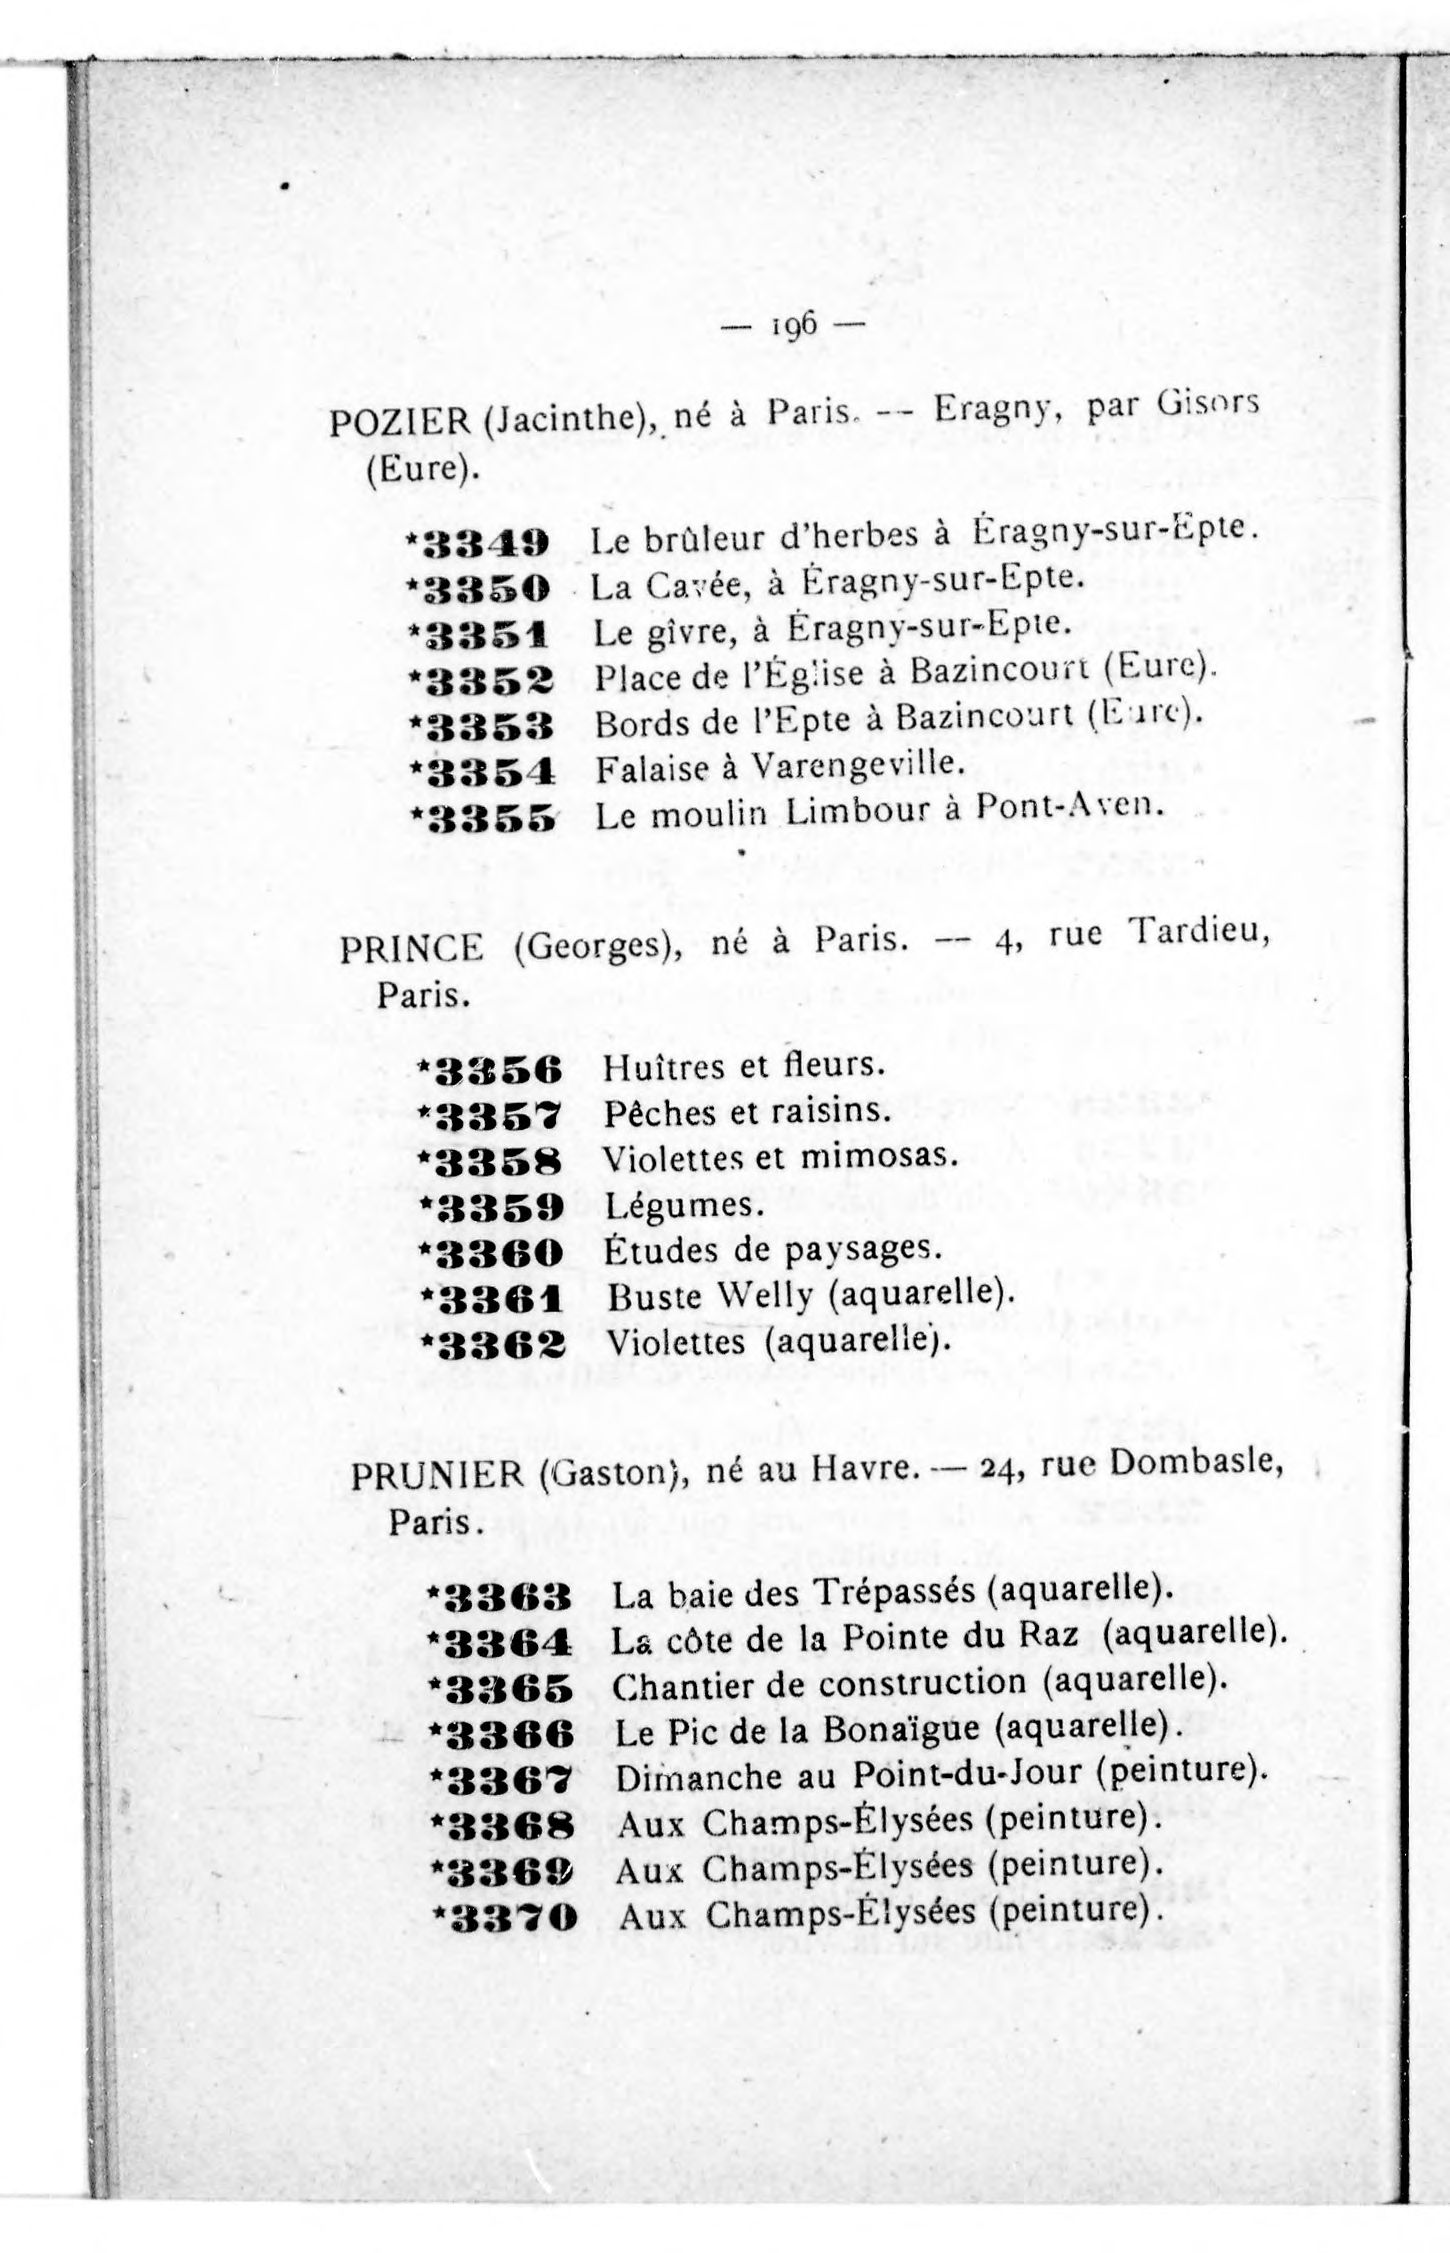 — 196 —
POZIER (Jacinthe), né à Paris. — Eragny, par Gisors
(Eure).
*3349 Le brûleur d'herbes à Éragny-sur-Epte.
*3350 La Cavée, à Éragny-sur-Epte.
*3351 Le gîvre, à Éragny-sur-Epte.
*3352 Place de l'Église à Bazincourt (Eure).
*3353 Bords de l'Epte à Bazincourt (Eure).
*3354 Falaise à Varengeville.
*3355 Le moulin Limbour à Pont-Aven.
PRINCE (Georges), né à Paris. — 4, rue Tardieu,
Paris.
*3356 Huîtres et fleurs.
*3357 Pêches et raisins.
*3358 Violettes et mimosas.
*3359 Légumes.
*3360 Études de paysages.
*3361 Buste Welly (aquarelle).
*3362 Violettes (aquarelle).
PRUNIER (Gaston), né au Havre. — 24, rue Dombasle,
Paris.
*3363 La baie des Trépassés (aquarelle).
*3364 La côte de la Pointe du Raz (aquarelle).
*3365 Chantier de construction (aquarelle).
*3366 Le Pic de la Bonaïgue (aquarelle).
*3367 Dimanche au Point-du-Jour (peinture).
*3368 Aux Champs-Élysées (peinture).
*3369 Aux Champs-Élysées (peinture).
*3370 Aux Champs-Élysées (peinture).